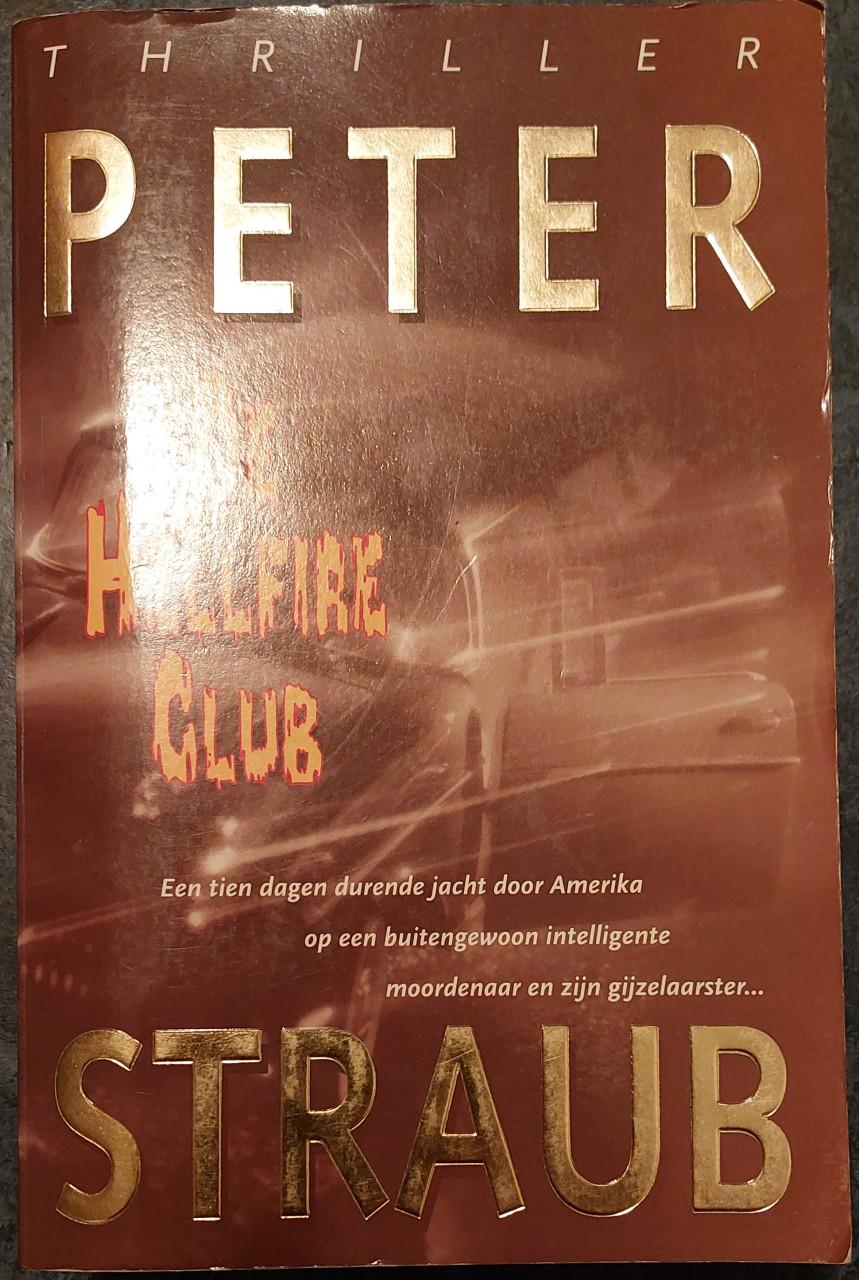 THRILLER
PETER
HELLFIRE
CLUB
Een tien dagen durende jacht door Amerika
op een buitengewoon intelligente
moordenaar en zijn gijzelaarster...
STRAUB